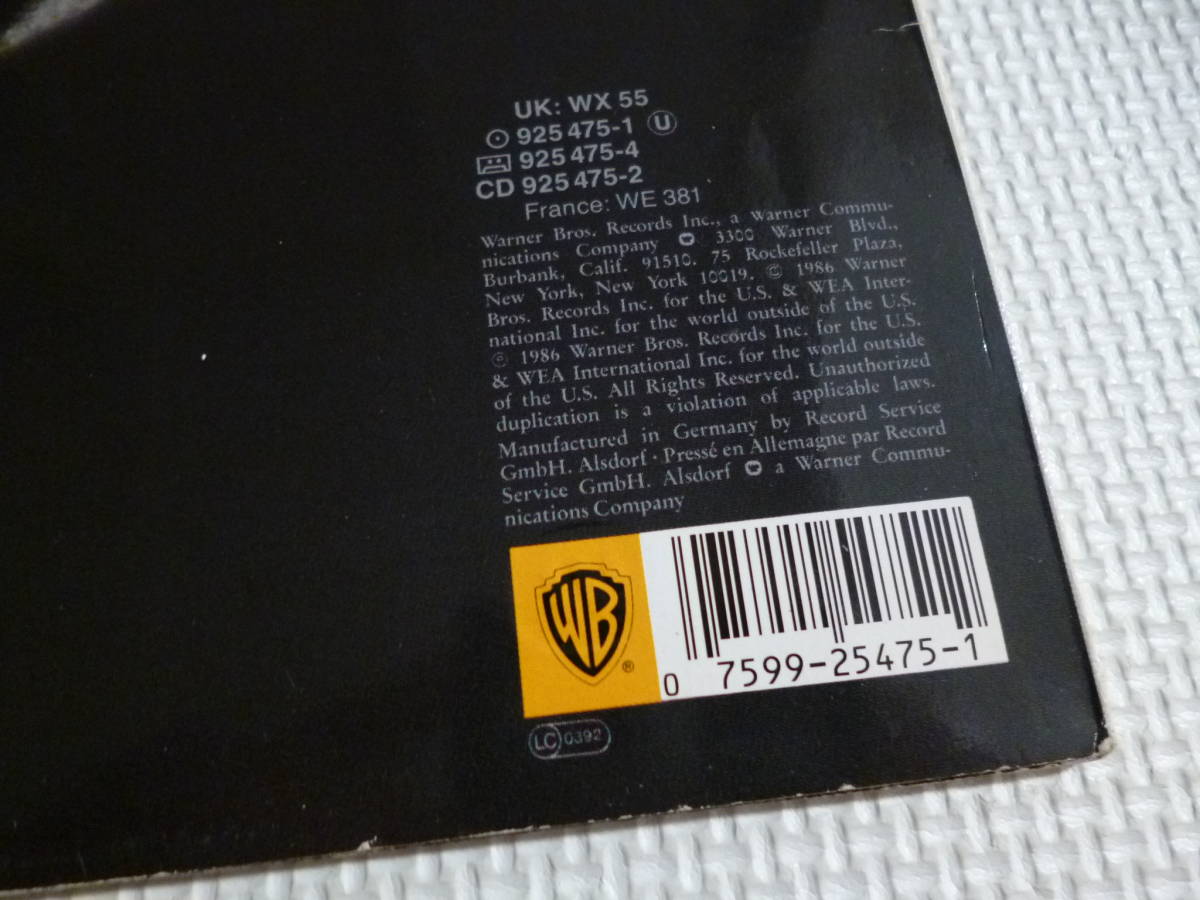 UK: WX 55
925 475-1 U
925 475-4
CD 925 475-2
France: WE 381
Warner Bros. Records Inc., a Warner Commu-
nications Company 3300 Warner Blvd.,
Burbank, Calif. 91510. 75 Rockefeller Plaza,
New York, New York 10019. © 1986 Warner
Bros. Records Inc. for the U.S. & WEA Inter-
national Inc. for the world outside of the U.S.
℗ 1986 Warner Bros. Records Inc. for the U.S.
& WEA International Inc. for the world outside
of the U.S. All Rights Reserved. Unauthorized
duplication is a violation of applicable laws.
Manufactured in Germany by Record Service
GmbH. Alsdorf · Pressé en Allemagne par Record
Service GmbH. Alsdorf a Warner Commu-
nications Company
WB ®
0 7599-25475-1
LC 0392